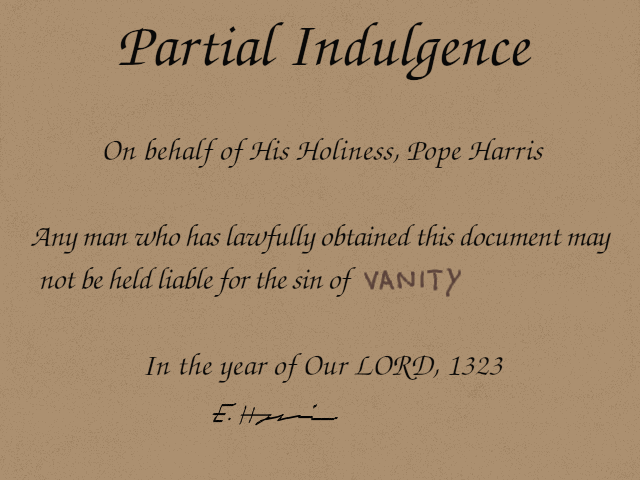 Partial Indulgence
On behalf of His Holiness, Pope Harris
Any man who has lawfully obtained this document may
not be held liable for the sin of VANITY
In the year of Our LORD, 1323